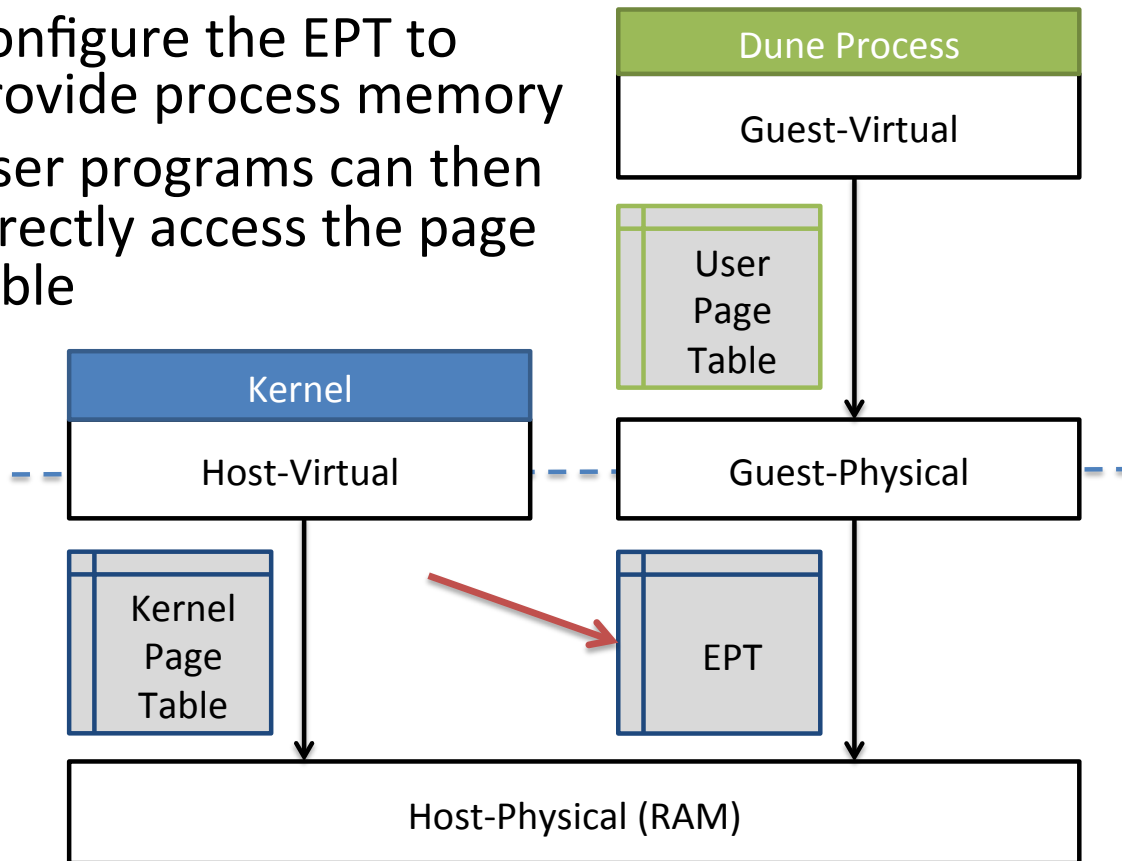 onfigure the EPT to
rovide process memory
ser programs can then
rectly access the page
ble
Dune Process
Guest-Virtual
User
Page
Table
Kernel
Host-Virtual
Guest-Physical
Kernel
Page
Table
EPT
Host-Physical (RAM)